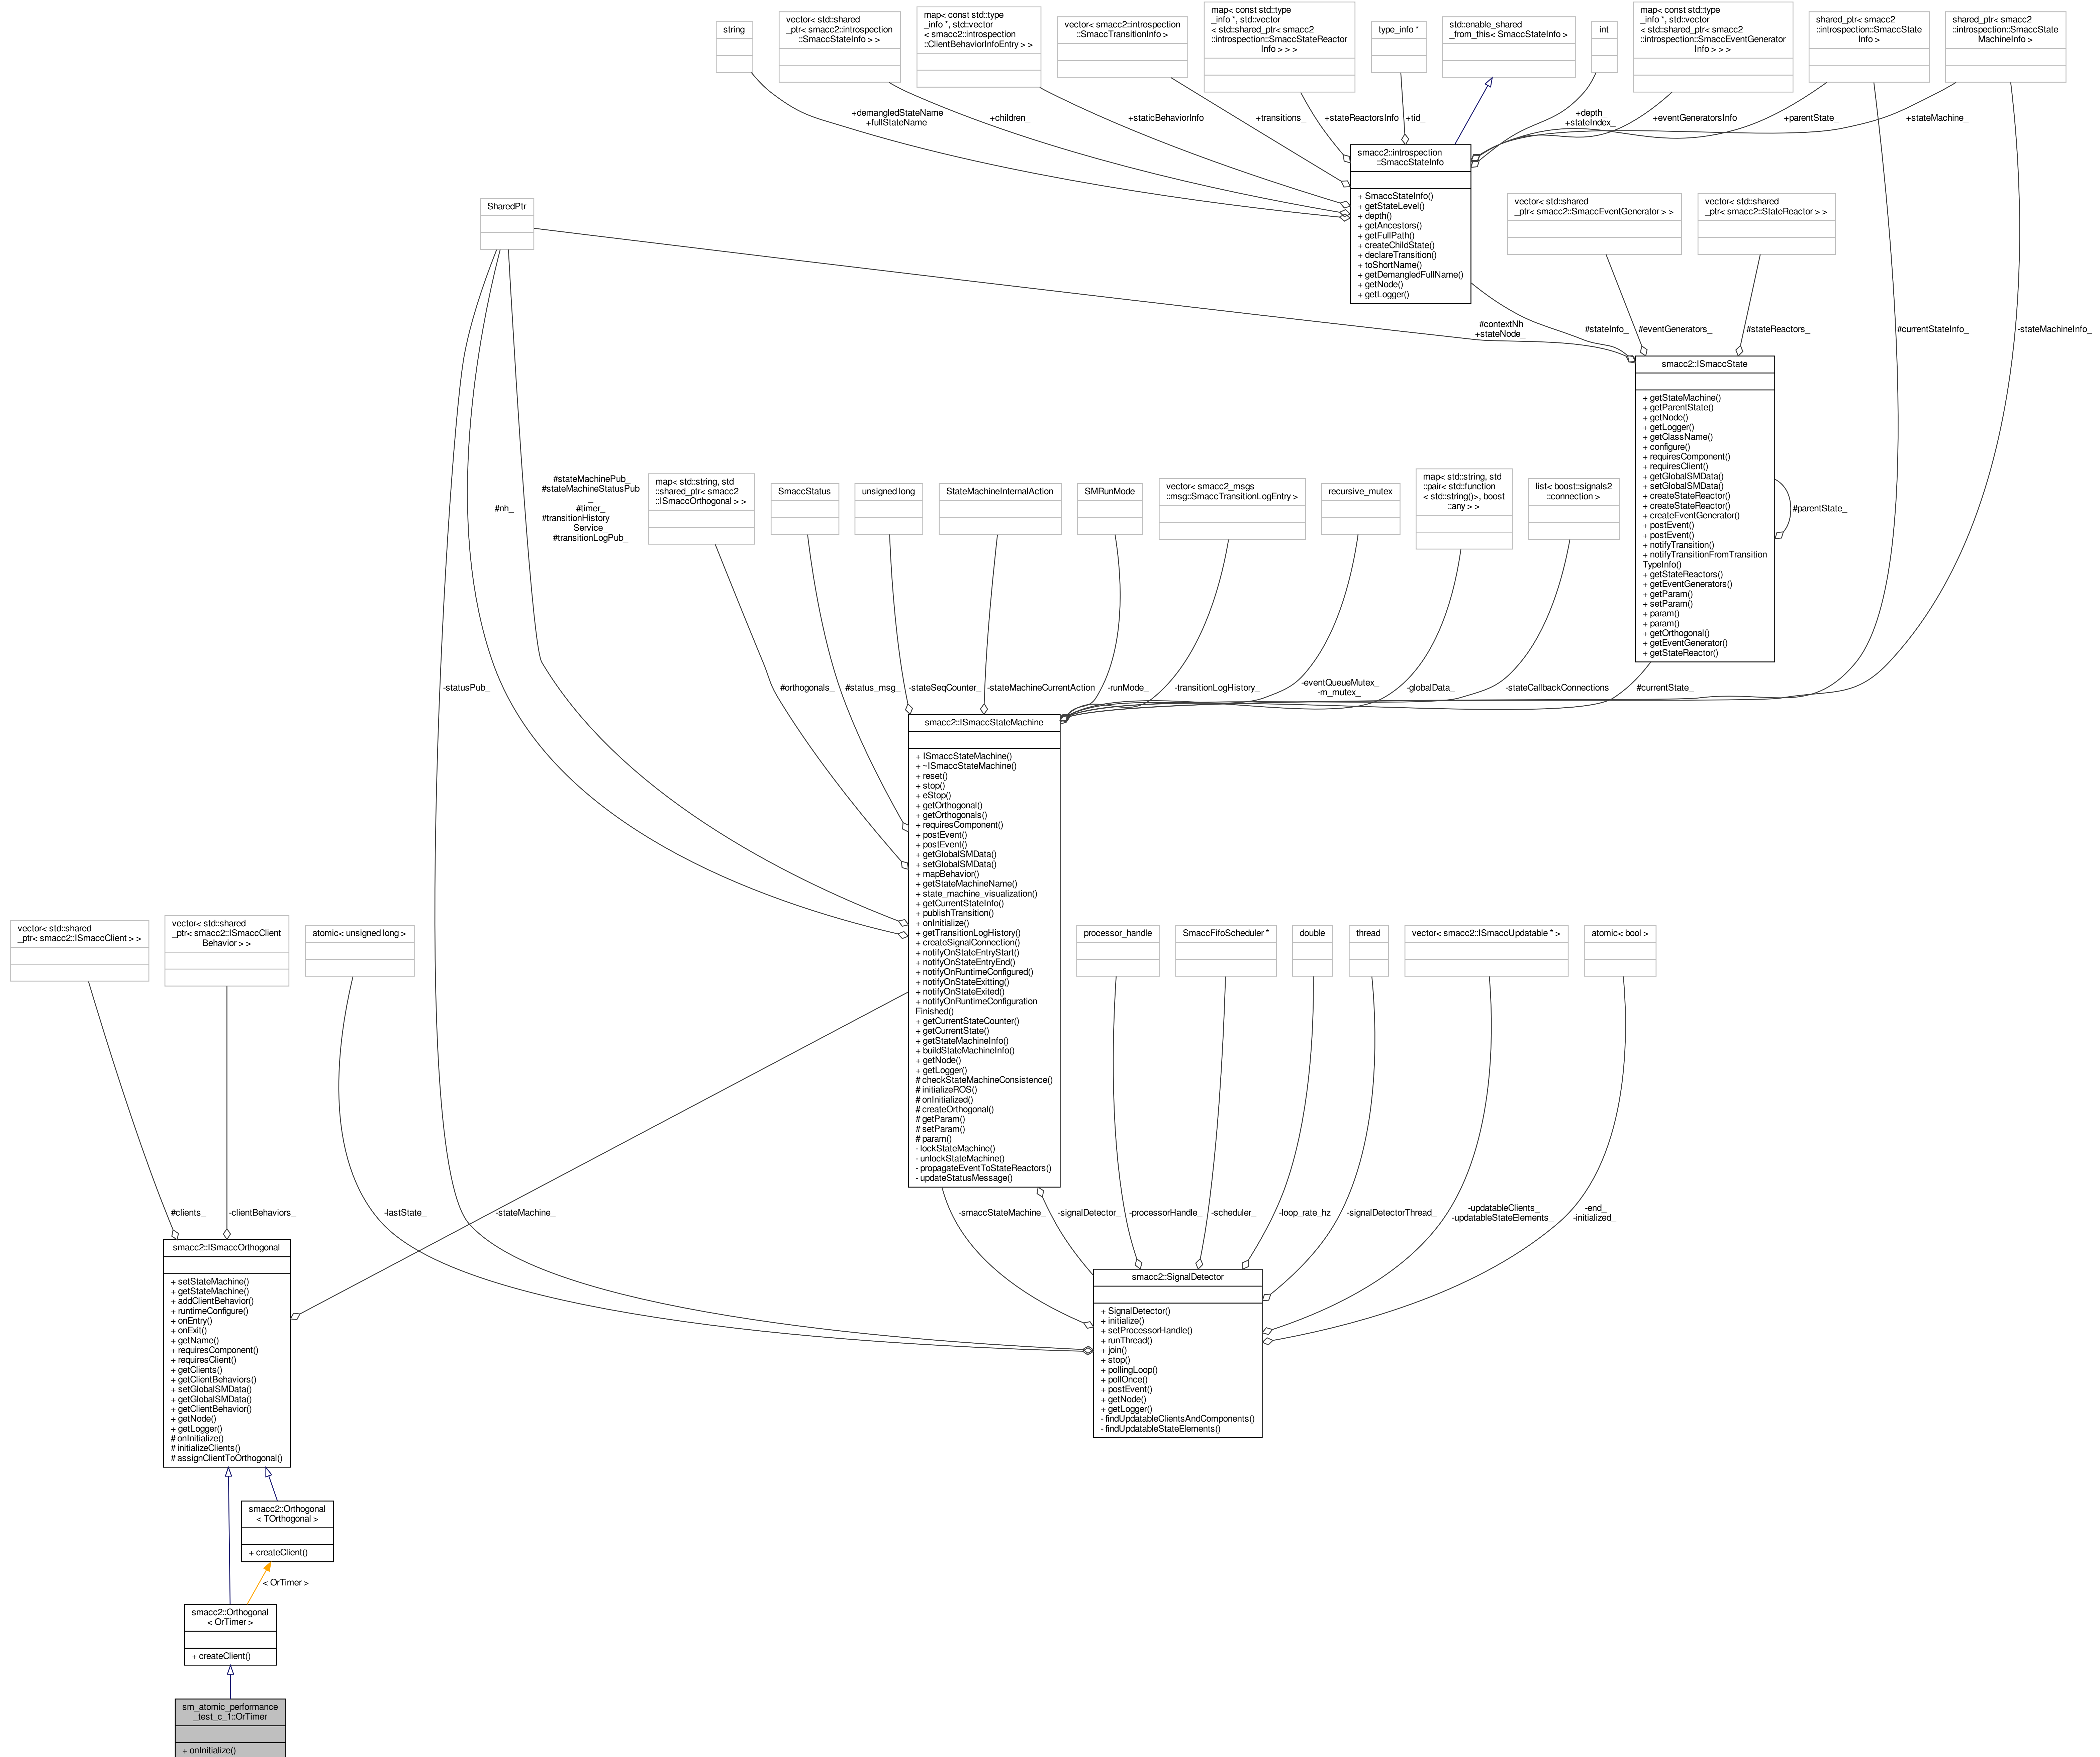 string
vector< std::shared
_ptr< smacc2::introspection
::SmaccStateInfo > >
map< const std::type
_info *, std::vector
< smacc2::introspection
::ClientBehaviorInfoEntry > >
vector< smacc2::introspection
::SmaccTransitionInfo >
map< const std::type
_info *, std::vector
< std::shared_ptr< smacc2
::introspection::SmaccStateReactor
Info > > >
type_info *
std::enable_shared
_from_this< SmaccStateInfo >
int
map< const std::type
_info *, std::vector
< std::shared_ptr< smacc2
::introspection::SmaccEventGenerator
Info > > >
shared_ptr< smacc2
::introspection::SmaccState
Info >
shared_ptr< smacc2
::introspection::SmaccState
MachineInfo >
+demangledStateName
+fullStateName
+children_
+staticBehaviorInfo
+transitions_
+stateReactorsInfo
+tid_
+depth_
+stateIndex_
+eventGeneratorsInfo
+parentState_
+stateMachine_
smacc2::introspection
::SmaccStateInfo
+ SmaccStateInfo()
+ getStateLevel()
+ depth()
+ getAncestors()
+ getFullPath()
+ createChildState()
+ declareTransition()
+ toShortName()
+ getDemangledFullName()
+ getNode()
+ getLogger()
SharedPtr
vector< std::shared
_ptr< smacc2::SmaccEventGenerator > >
vector< std::shared
_ptr< smacc2::StateReactor > >
#contextNh
+stateNode_
#stateInfo_
#eventGenerators_
#stateReactors_
#currentStateInfo_
-stateMachineInfo_
smacc2::ISmaccState
+ getStateMachine()
+ getParentState()
+ getNode()
+ getLogger()
+ getClassName()
+ configure()
+ requiresComponent()
+ requiresClient()
+ getGlobalSMData()
+ setGlobalSMData()
+ createStateReactor()
+ createStateReactor()
+ createEventGenerator()
+ postEvent()
+ postEvent()
+ notifyTransition()
+ notifyTransitionFromTransition
TypeInfo()
+ getStateReactors()
+ getEventGenerators()
+ getParam()
+ setParam()
+ param()
+ param()
+ getOrthogonal()
+ getEventGenerator()
+ getStateReactor()
#parentState_
#nh_
#stateMachinePub_
#stateMachineStatusPub
_
#timer_
#transitionHistory
Service_
#transitionLogPub_
map< std::string, std
::shared_ptr< smacc2
::ISmaccOrthogonal > >
SmaccStatus
unsigned long
StateMachineInternalAction
SMRunMode
vector< smacc2_msgs
::msg::SmaccTransitionLogEntry >
recursive_mutex
map< std::string, std
::pair< std::function
< std::string()>, boost
::any > >
list< boost::signals2
::connection >
-statusPub_
#orthogonals_
#status_msg_
-stateSeqCounter_
-stateMachineCurrentAction
-runMode_
-transitionLogHistory_
-eventQueueMutex_
-m_mutex_
-globalData_
-stateCallbackConnections
#currentState_
smacc2::ISmaccStateMachine
+ ISmaccStateMachine()
+ ~ISmaccStateMachine()
+ reset()
+ stop()
+ eStop()
+ getOrthogonal()
+ getOrthogonals()
+ requiresComponent()
+ postEvent()
+ postEvent()
+ getGlobalSMData()
+ setGlobalSMData()
+ mapBehavior()
+ getStateMachineName()
+ state_machine_visualization()
+ getCurrentStateInfo()
+ publishTransition()
+ onInitialize()
+ getTransitionLogHistory()
+ createSignalConnection()
+ notifyOnStateEntryStart()
+ notifyOnStateEntryEnd()
+ notifyOnRuntimeConfigured()
+ notifyOnStateExitting()
+ notifyOnStateExited()
+ notifyOnRuntimeConfiguration
Finished()
+ getCurrentStateCounter()
+ getCurrentState()
+ getStateMachineInfo()
+ buildStateMachineInfo()
+ getNode()
+ getLogger()
# checkStateMachineConsistence()
# initializeROS()
# onInitialized()
# createOrthogonal()
# getParam()
# setParam()
# param()
- lockStateMachine()
- unlockStateMachine()
- propagateEventToStateReactors()
- updateStatusMessage()
vector< std::shared
_ptr< smacc2::ISmaccClient > >
vector< std::shared
_ptr< smacc2::ISmaccClient
Behavior > >
atomic< unsigned long >
processor_handle
SmaccFifoScheduler *
double
thread
vector< smacc2::ISmaccUpdatable * >
atomic< bool >
#clients_
-clientBehaviors_
-lastState_
-stateMachine_
-smaccStateMachine_
-signalDetector_
-processorHandle_
-scheduler_
-loop_rate_hz
-signalDetectorThread_
-updatableClients_
-updatableStateElements_
-end_
-initialized_
smacc2::ISmaccOrthogonal
+ setStateMachine()
+ getStateMachine()
+ addClientBehavior()
+ runtimeConfigure()
+ onEntry()
+ onExit()
+ getName()
+ requiresComponent()
+ requiresClient()
+ getClients()
+ getClientBehaviors()
+ setGlobalSMData()
+ getGlobalSMData()
+ getClientBehavior()
+ getNode()
+ getLogger()
# onInitialize()
# initializeClients()
# assignClientToOrthogonal()
smacc2::SignalDetector
+ SignalDetector()
+ initialize()
+ setProcessorHandle()
+ runThread()
+ join()
+ stop()
+ pollingLoop()
+ pollOnce()
+ postEvent()
+ getNode()
+ getLogger()
- findUpdatableClientsAndComponents()
- findUpdatableStateElements()
smacc2::Orthogonal
< TOrthogonal >
+ createClient()
< OrTimer >
smacc2::Orthogonal
< OrTimer >
+ createClient()
sm_atomic_performance
_test_c_1::OrTimer
+ onInitialize()